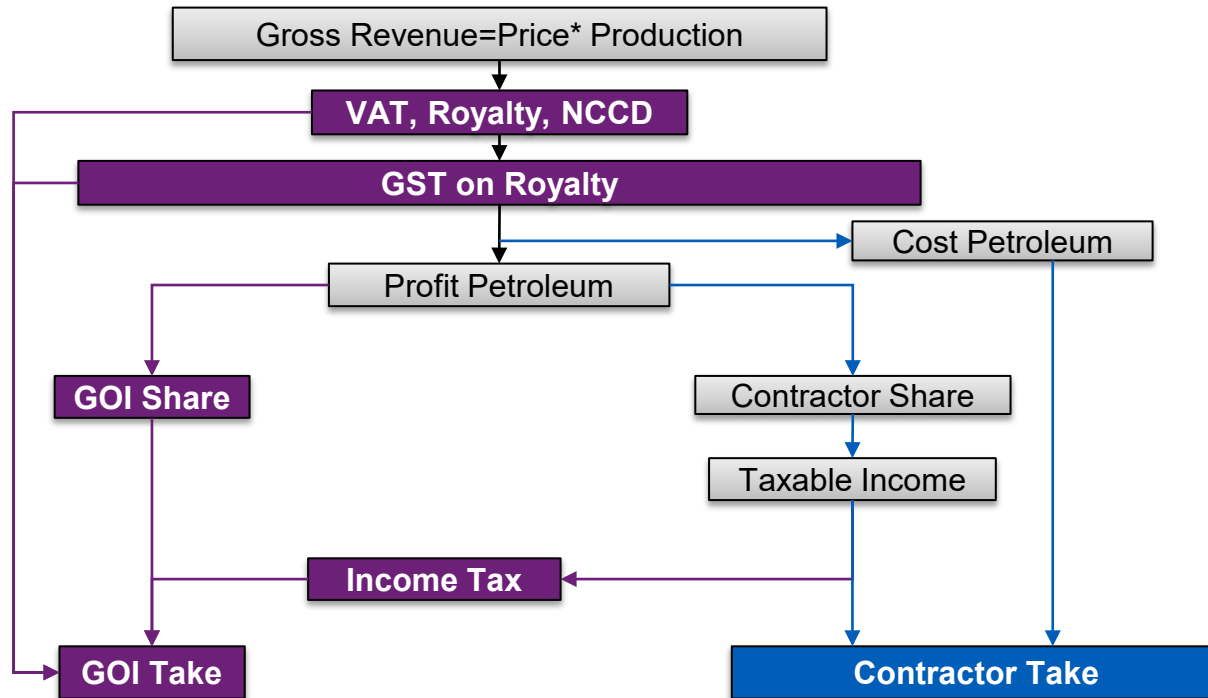 Gross Revenue=Price* Production
VAT, Royalty, NCCD
GST on Royalty
Cost Petroleum
Profit Petroleum
GOI Share
Contractor Share
Taxable Income
Income Tax
GOI Take
Contractor Take